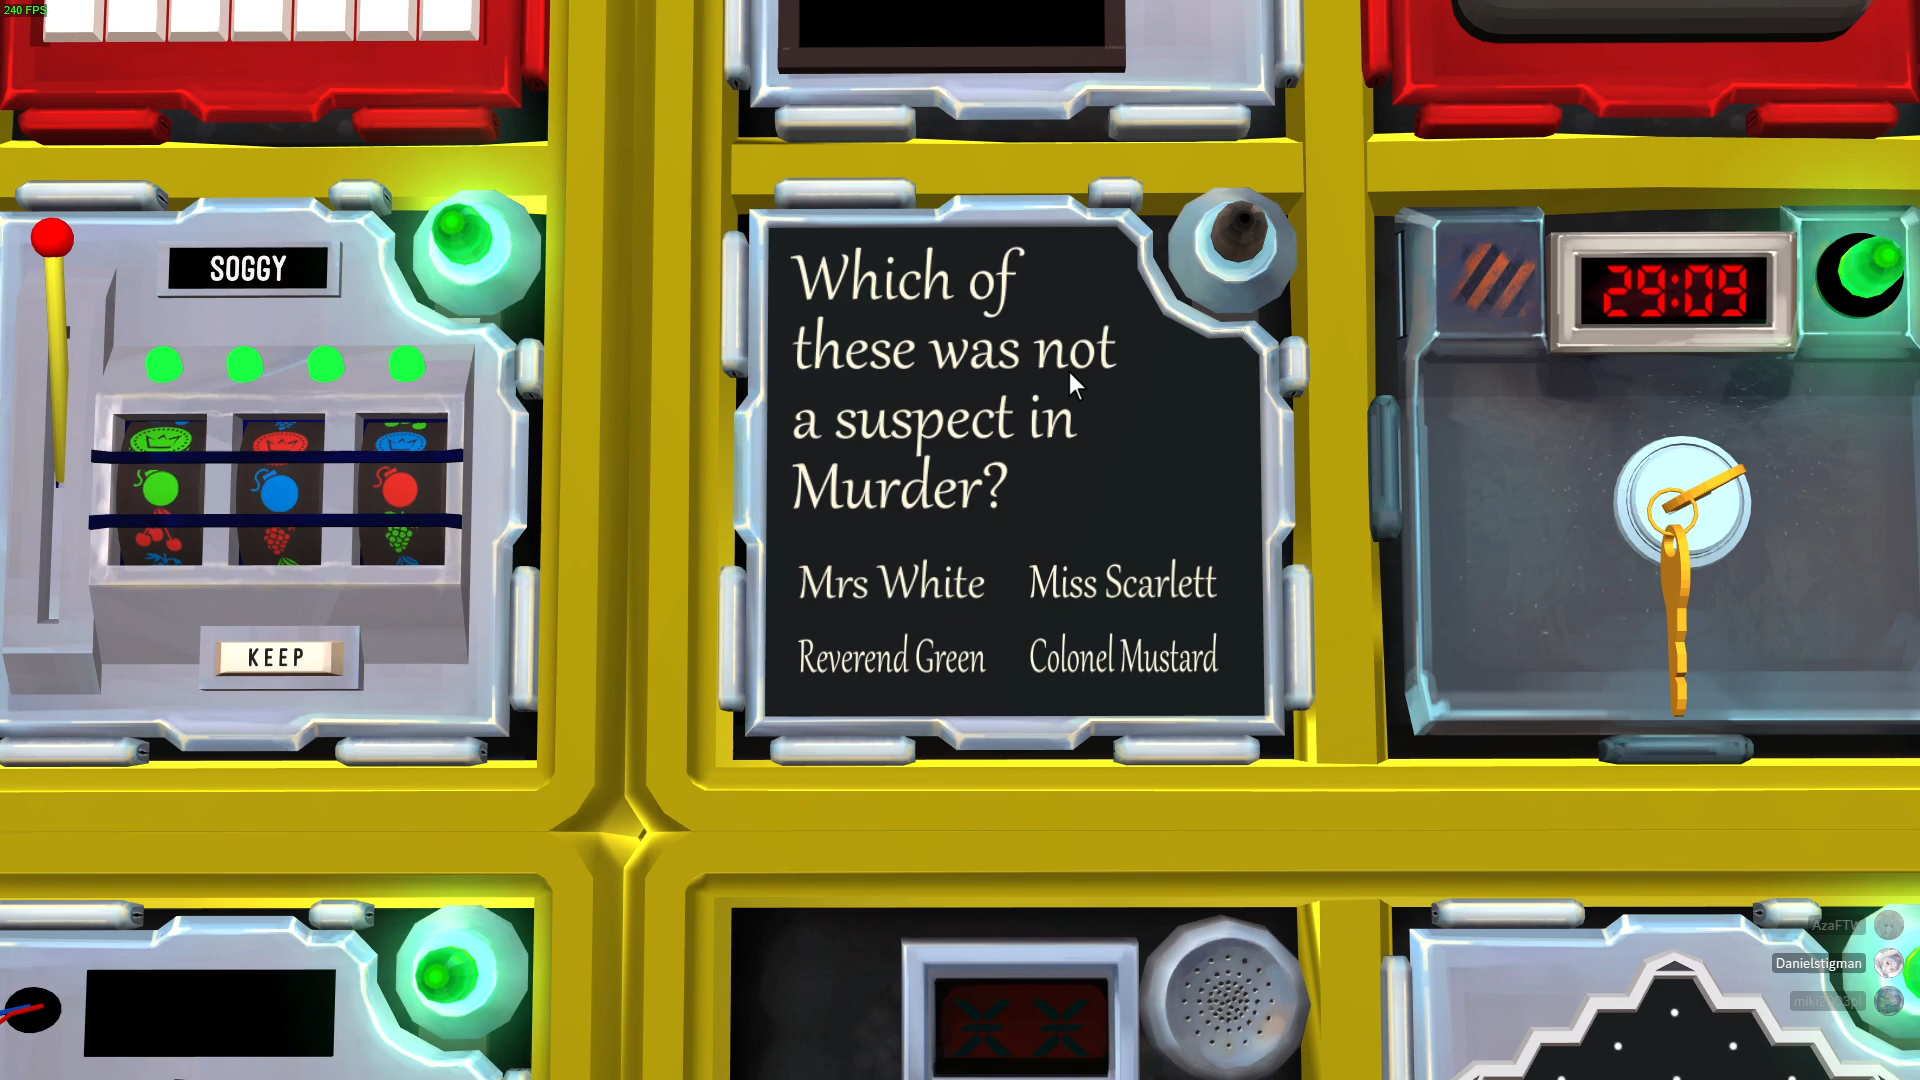 240 FPS
SOGGY
KEEP
Which of
these was not
a suspect in
Murder?
Mrs White Miss Scarlett
Reverend Green Colonel Mustard
29:09
AzaFTW
Danielstigman